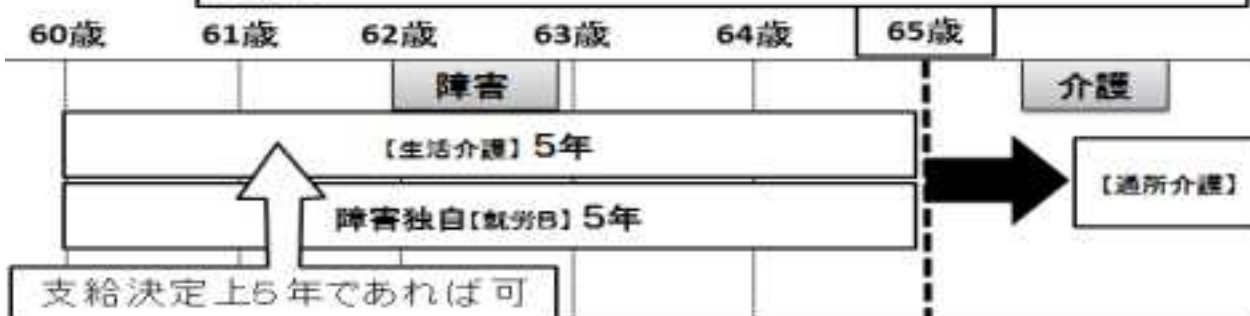 60歳 61歳 62歳 63歳 64歳 65歳
障害 介護
【生活介護】5年
【通所介護】
障害独自【就労B】5年
支給決定上5年であれば可